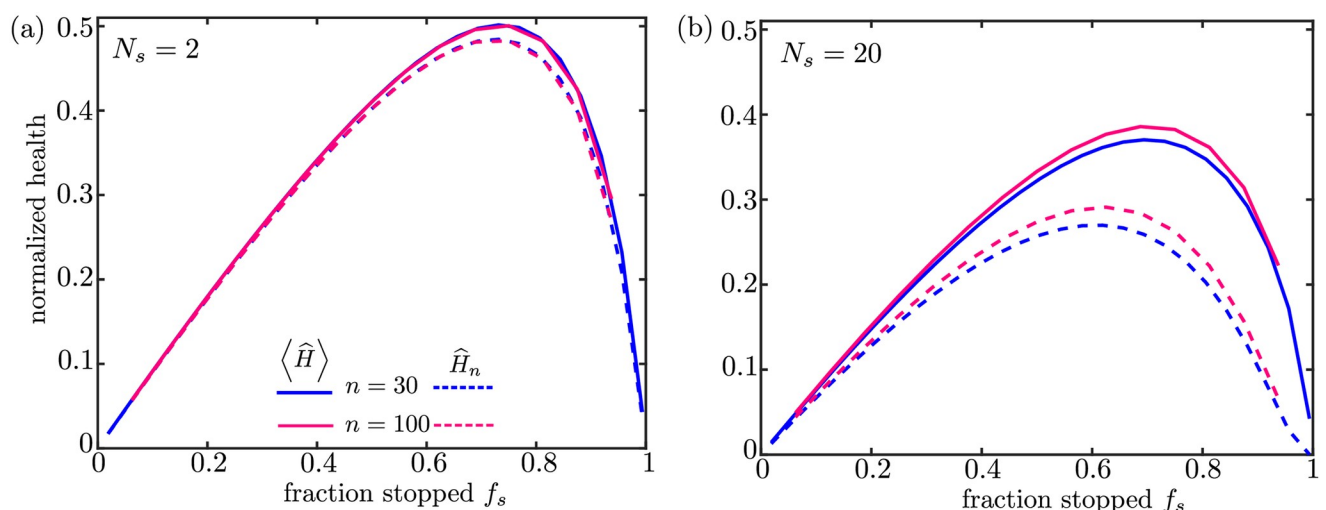 (a)
N_s = 2
normalized health
0.5
0.4
0.3
0.2
0.1
0
0 0.2 0.4 0.6 0.8 1
fraction stopped f_s
⟨Ĥ⟩ Ĥ_n
n = 30
n = 100
(b)
N_s = 20
0.5
0.4
0.3
0.2
0.1
0
0 0.2 0.4 0.6 0.8 1
fraction stopped f_s